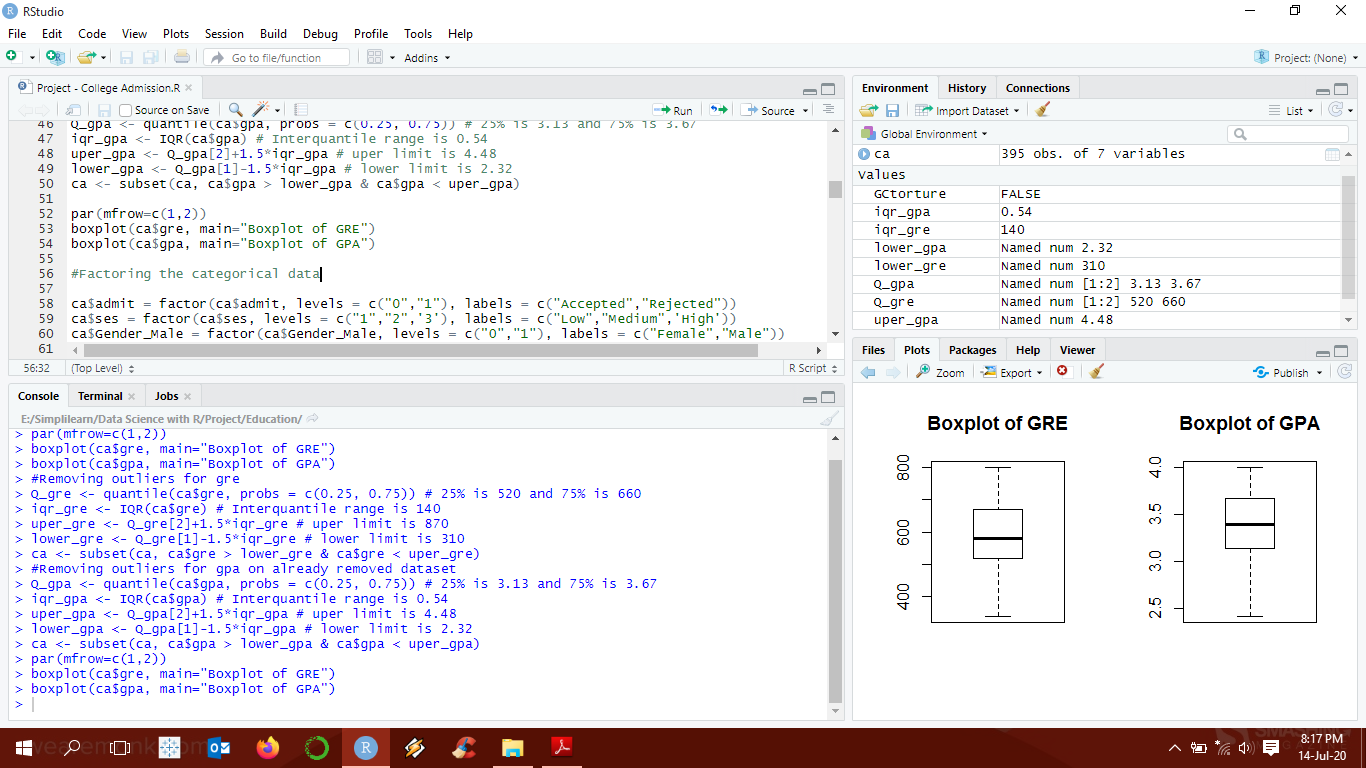 RStudio
File Edit Code View Plots Session Build Debug Profile Tools Help
Go to file/function Addins Project: (None)
Project - College Admission.R
Source on Save Run Source
46 Q_gpa <- quantile(ca$gpa, probs = c(0.25, 0.75)) # 25% is 3.13 and 75% is 3.67
47 iqr_gpa <- IQR(ca$gpa) # Interquantile range is 0.54
48 uper_gpa <- Q_gpa[2]+1.5*iqr_gpa # uper limit is 4.48
49 lower_gpa <- Q_gpa[1]-1.5*iqr_gpa # lower limit is 2.32
50 ca <- subset(ca, ca$gpa > lower_gpa & ca$gpa < uper_gpa)
51
52 par(mfrow=c(1,2))
53 boxplot(ca$gre, main="Boxplot of GRE")
54 boxplot(ca$gpa, main="Boxplot of GPA")
55
56 #Factoring the categorical data
57
58 ca$admit = factor(ca$admit, levels = c("0","1"), labels = c("Accepted","Rejected"))
59 ca$ses = factor(ca$ses, levels = c("1","2",'3'), labels = c("Low","Medium",'High'))
60 ca$Gender_Male = factor(ca$Gender_Male, levels = c("0","1"), labels = c("Female","Male"))
61
56:32 (Top Level) R Script
Console Terminal Jobs
E:/Simplilearn/Data Science with R/Project/Education/
> par(mfrow=c(1,2))
> boxplot(ca$gre, main="Boxplot of GRE")
> boxplot(ca$gpa, main="Boxplot of GPA")
> #Removing outliers for gre
> Q_gre <- quantile(ca$gre, probs = c(0.25, 0.75)) # 25% is 520 and 75% is 660
> iqr_gre <- IQR(ca$gre) # Interquantile range is 140
> uper_gre <- Q_gre[2]+1.5*iqr_gre # uper limit is 870
> lower_gre <- Q_gre[1]-1.5*iqr_gre # lower limit is 310
> ca <- subset(ca, ca$gre > lower_gre & ca$gre < uper_gre)
> #Removing outliers for gpa on already removed dataset
> Q_gpa <- quantile(ca$gpa, probs = c(0.25, 0.75)) # 25% is 3.13 and 75% is 3.67
> iqr_gpa <- IQR(ca$gpa) # Interquantile range is 0.54
> uper_gpa <- Q_gpa[2]+1.5*iqr_gpa # uper limit is 4.48
> lower_gpa <- Q_gpa[1]-1.5*iqr_gpa # lower limit is 2.32
> ca <- subset(ca, ca$gpa > lower_gpa & ca$gpa < uper_gpa)
> par(mfrow=c(1,2))
> boxplot(ca$gre, main="Boxplot of GRE")
> boxplot(ca$gpa, main="Boxplot of GPA")
>
Environment History Connections
Import Dataset List
Global Environment
ca 395 obs. of 7 variables
Values
GCtorture FALSE
iqr_gpa 0.54
iqr_gre 140
lower_gpa Named num 2.32
lower_gre Named num 310
Q_gpa Named num [1:2] 3.13 3.67
Q_gre Named num [1:2] 520 660
uper_gpa Named num 4.48
Files Plots Packages Help Viewer
Zoom Export Publish
Boxplot of GRE
800
600
400
Boxplot of GPA
4.0
3.5
3.0
2.5
8:17 PM
14-Jul-20